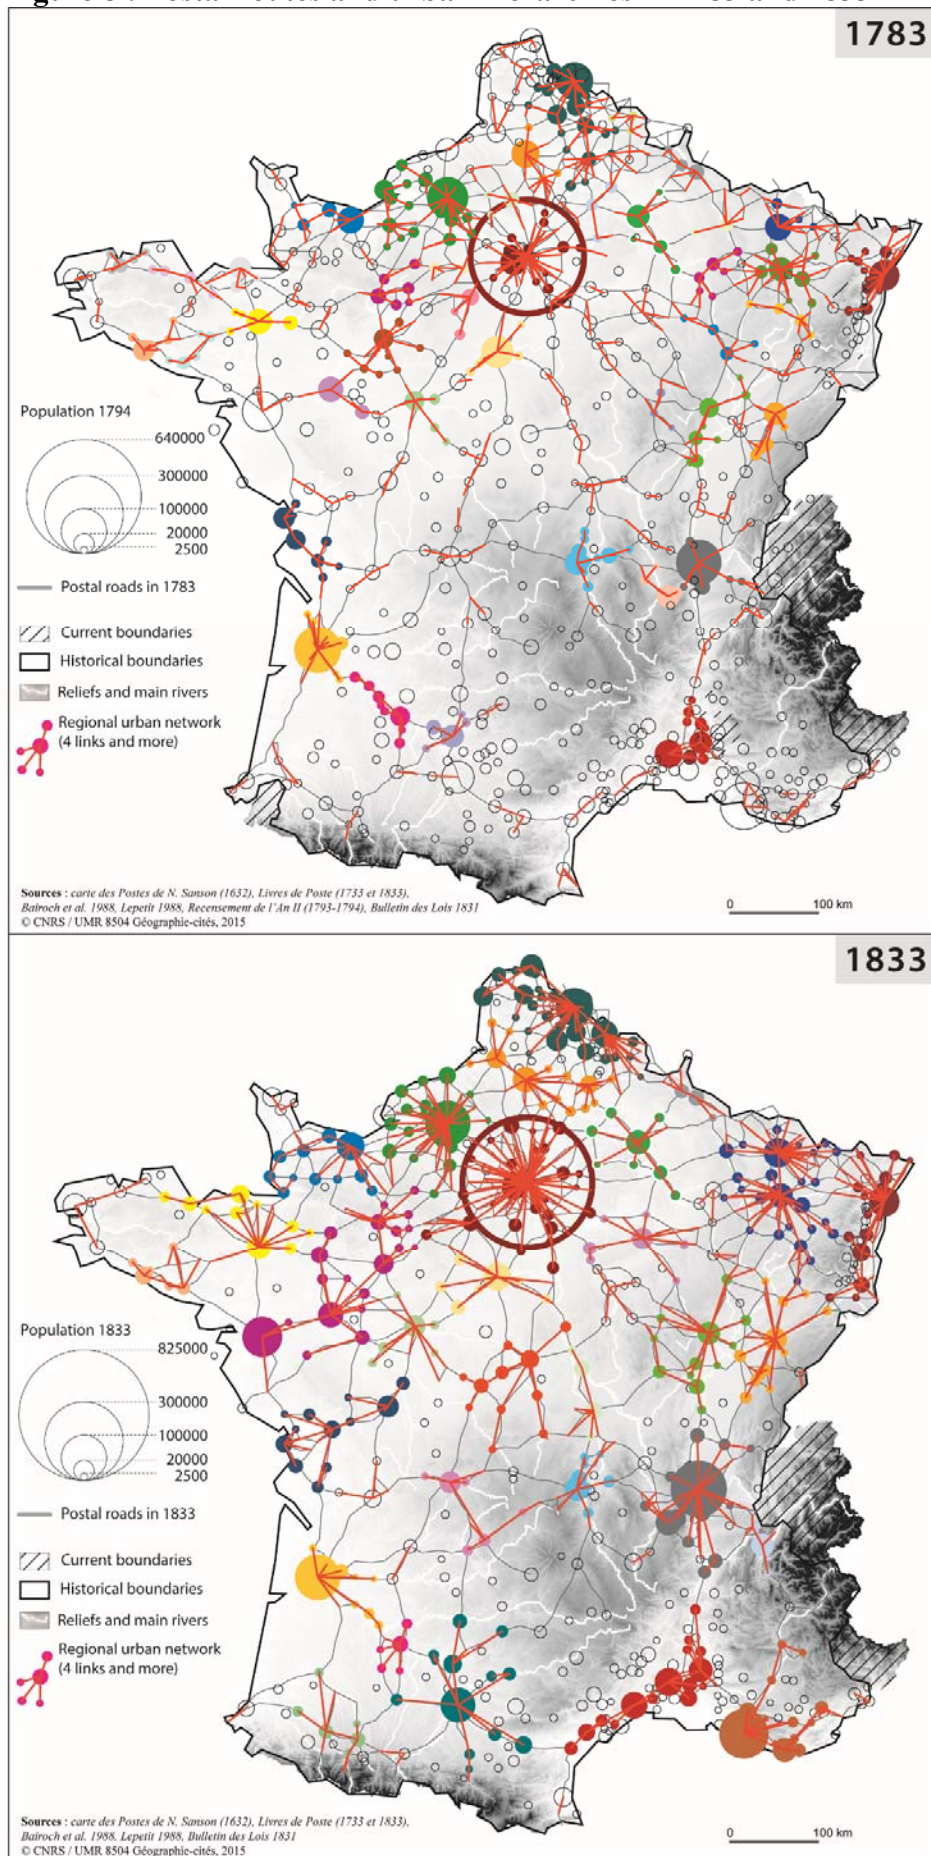 1783
Population 1794
640000
300000
100000
20000
2500
Postal roads in 1783
Current boundaries
Historical boundaries
Reliefs and main rivers
Regional urban network
(4 links and more)
Sources : carte des Postes de N. Sanson (1632), Livres de Poste (1733 et 1833),
Bairoch et al. 1988, Lepetit 1988, Recensement de l'An II (1793-1794), Bulletin des Lois 1831
© CNRS / UMR 8504 Géographie-cités, 2015
0 100 km
1833
Population 1833
825000
300000
100000
20000
2500
Postal roads in 1833
Current boundaries
Historical boundaries
Reliefs and main rivers
Regional urban network
(4 links and more)
Sources : carte des Postes de N. Sanson (1632), Livres de Poste (1733 et 1833),
Bairoch et al. 1988, Lepetit 1988, Bulletin des Lois 1831
© CNRS / UMR 8504 Géographie-cités, 2015
0 100 km